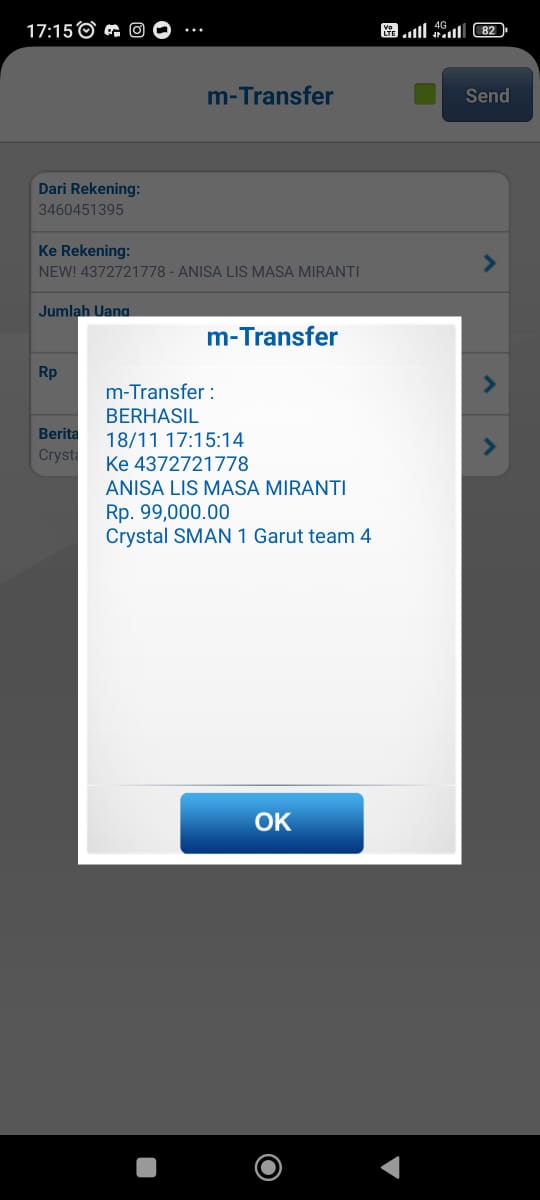 17:15
Vo
LTE
4G
82
m-Transfer
Send
Dari Rekening:
3460451395
Ke Rekening:
NEW! 4372721778 - ANISA LIS MASA MIRANTI
Jumlah Uang
Rp
Berita
m-Transfer
m-Transfer :
BERHASIL
18/11 17:15:14
Ke 4372721778
ANISA LIS MASA MIRANTI
Rp. 99,000.00
Crystal SMAN 1 Garut team 4
OK